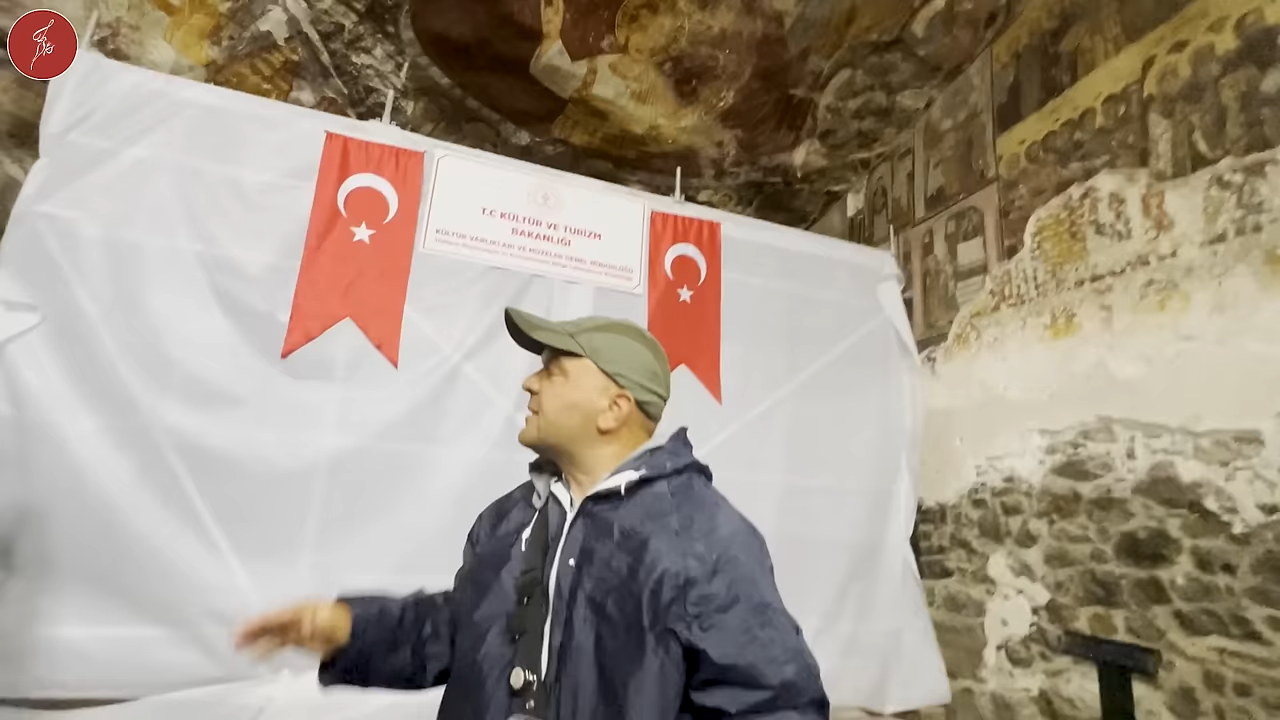 T.C KÜLTÜR VE TURİZM
BAKANLIĞI
KÜLTÜR VARLIKLARI VE MÜZELER GENEL MÜDÜRLÜĞÜ